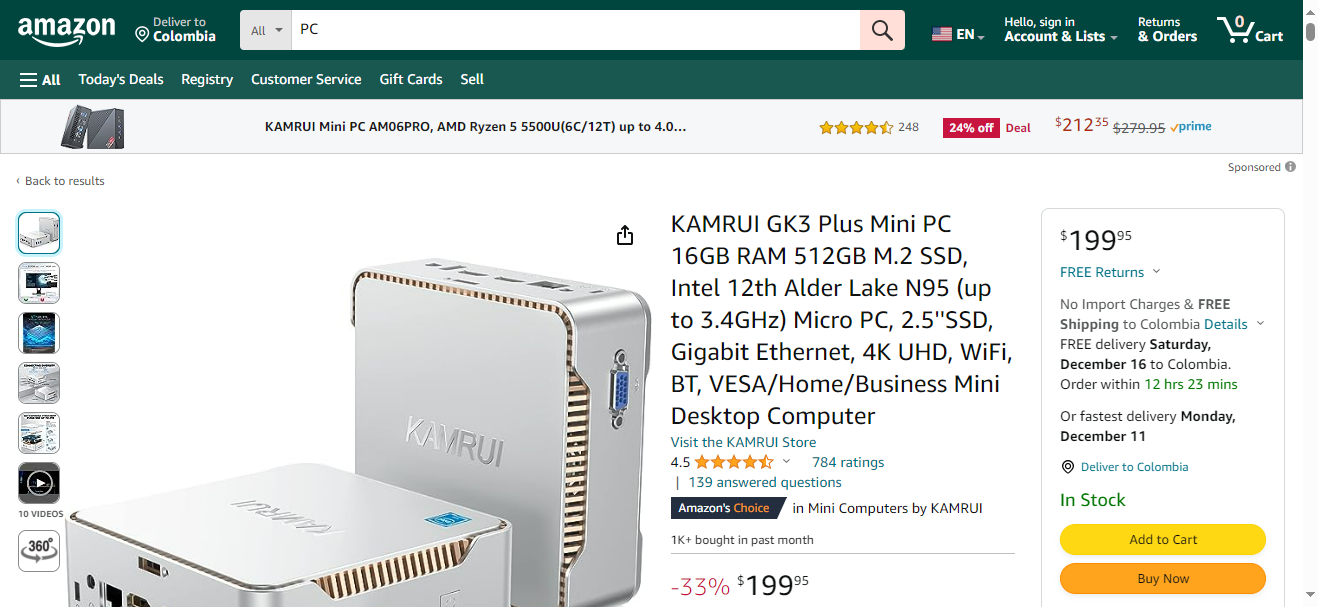 amazon
Deliver to
Colombia
All
PC
EN
Hello, sign in
Account & Lists
Returns
& Orders
0
Cart
All
Today's Deals
Registry
Customer Service
Gift Cards
Sell
KAMRUI Mini PC AM06PRO, AMD Ryzen 5 5500U(6C/12T) up to 4.0...
248
24% off
Deal
$212 35
$279.95
prime
Sponsored
‹ Back to results
10 VIDEOS
360°
KAMRUI
KAMRUI
KAMRUI GK3 Plus Mini PC
16GB RAM 512GB M.2 SSD,
Intel 12th Alder Lake N95 (up
to 3.4GHz) Micro PC, 2.5''SSD,
Gigabit Ethernet, 4K UHD, WiFi,
BT, VESA/Home/Business Mini
Desktop Computer
Visit the KAMRUI Store
4.5
784 ratings
| 139 answered questions
Amazon's Choice
in Mini Computers by KAMRUI
1K+ bought in past month
-33% $199 95
$199 95
FREE Returns
No Import Charges & FREE
Shipping to Colombia Details
FREE delivery Saturday,
December 16 to Colombia.
Order within 12 hrs 23 mins
Or fastest delivery Monday,
December 11
Deliver to Colombia
In Stock
Add to Cart
Buy Now